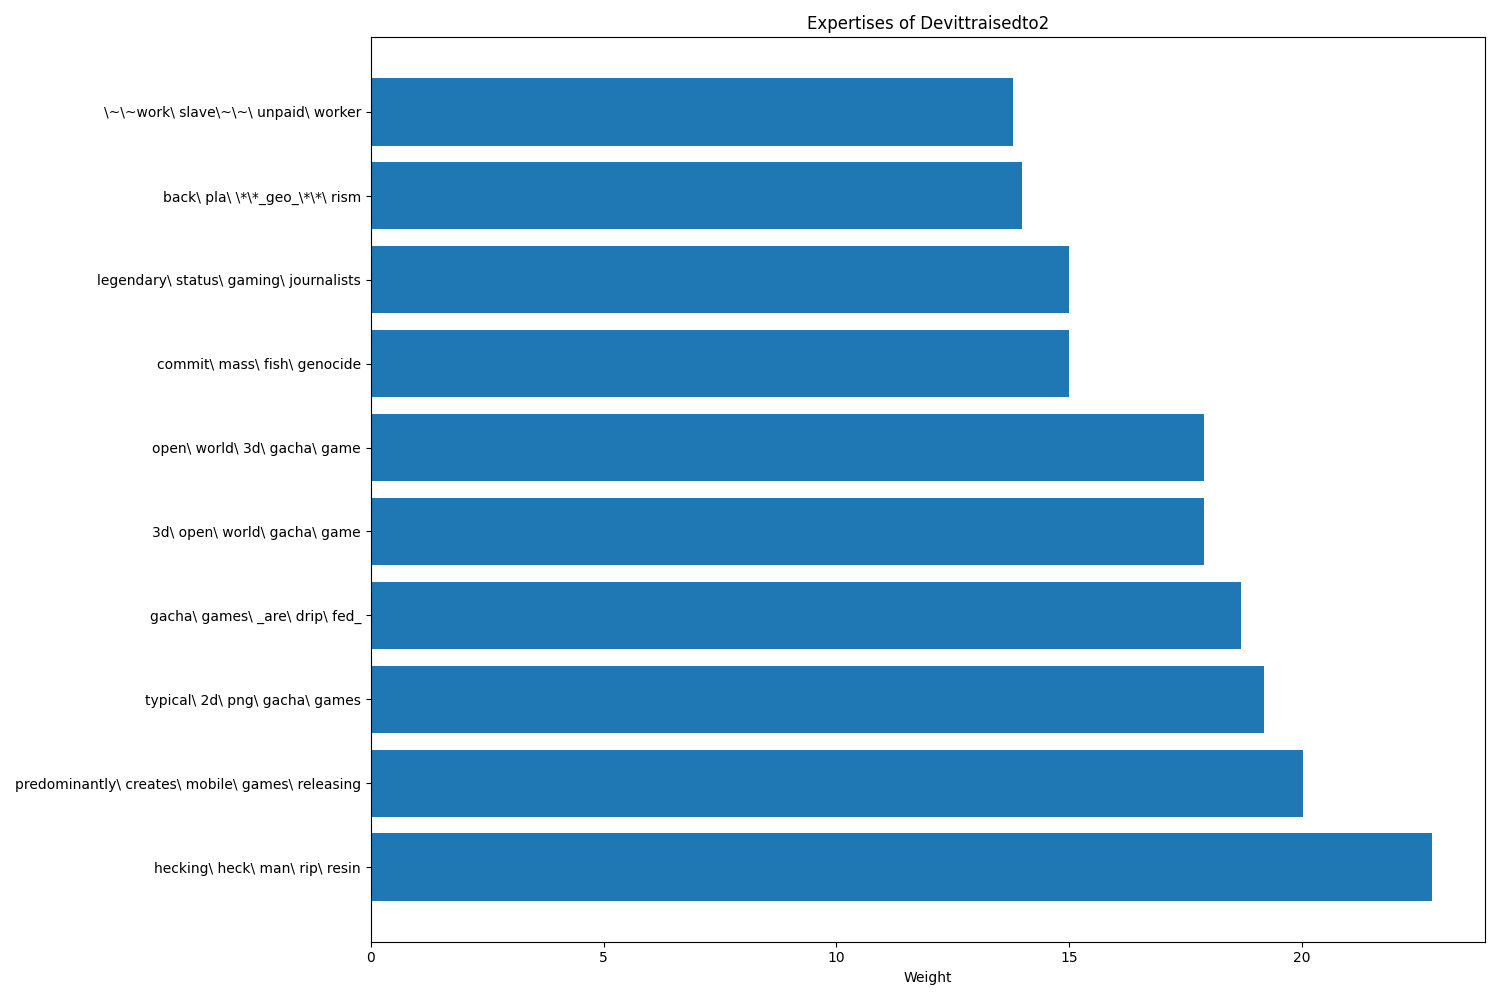 Expertises of Devittraisedto2
\~\~work\ slave\~\~\ unpaid\ worker
back\ pla\ \*\*_geo_\*\*\ rism
legendary\ status\ gaming\ journalists
commit\ mass\ fish\ genocide
open\ world\ 3d\ gacha\ game
3d\ open\ world\ gacha\ game
gacha\ games\ _are\ drip\ fed_
typical\ 2d\ png\ gacha\ games
predominantly\ creates\ mobile\ games\ releasing
hecking\ heck\ man\ rip\ resin
0 5 10 15 20
Weight